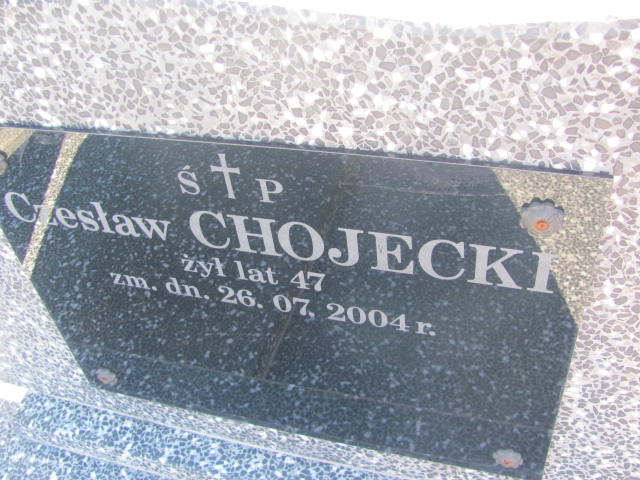 Ś † P
Czesław CHOJECKI
żył lat 47
zm. dn. 26. 07. 2004 r.